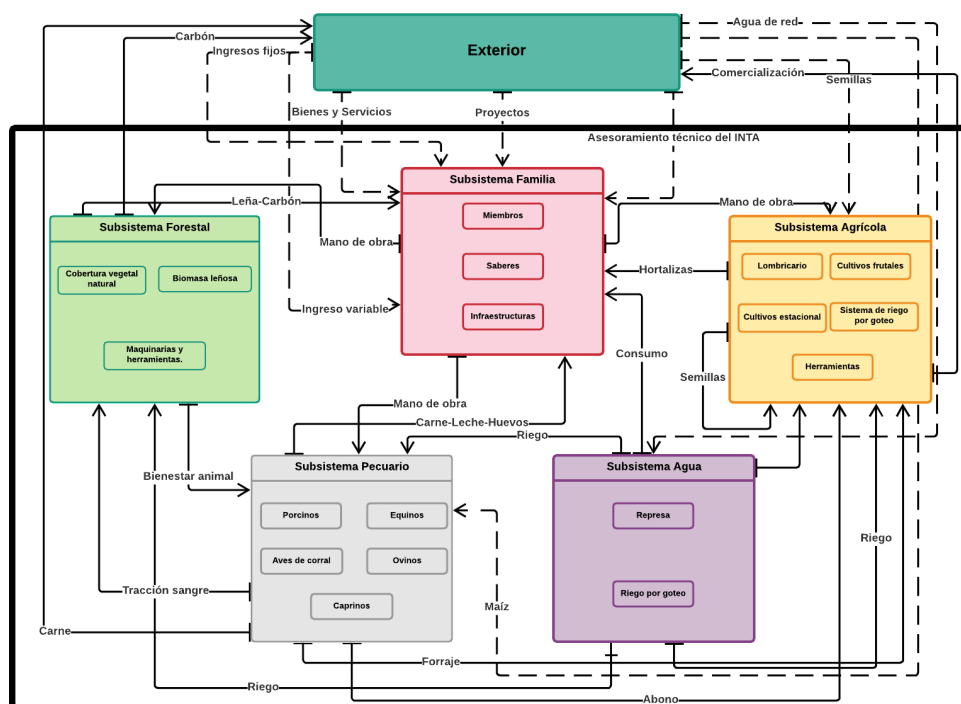 Agua de red
Carbón
Exterior
Ingresos fijos
Comercialización
Semillas
Bienes y Servicios
Proyectos
Asesoramiento técnico del INTA
Subsistema Familia
Leña-Carbón
Mano de obra
Miembros
Subsistema Forestal
Subsistema Agrícola
Mano de obra
Saberes
Hortalizas
Lombricario
Cultivos frutales
Cobertura vegetal
natural
Biomasa leñosa
Ingreso variable
Infraestructuras
Cultivos estacional
Sistema de riego
por goteo
Maquinarias y
herramientas.
Consumo
Herramientas
Semillas
Mano de obra
Carne-Leche-Huevos
Riego
Subsistema Pecuario
Subsistema Agua
Bienestar animal
Porcinos
Equinos
Represa
Riego
Aves de corral
Ovinos
Tracción sangre
Riego por goteo
Caprinos
Maíz
Carne
Forraje
Riego
Abono